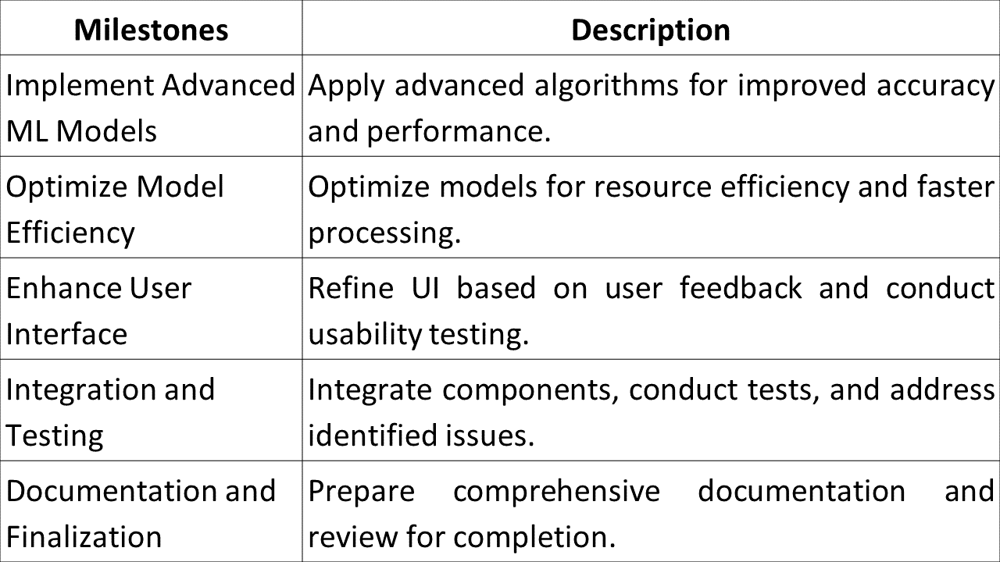 Milestones
Description
Implement Advanced
ML Models
Apply advanced algorithms for improved accuracy
and performance.
Optimize Model
Efficiency
Optimize models for resource efficiency and faster
processing.
Enhance User
Interface
Refine UI based on user feedback and conduct
usability testing.
Integration and
Testing
Integrate components, conduct tests, and address
identified issues.
Documentation and
Finalization
Prepare comprehensive documentation and
review for completion.